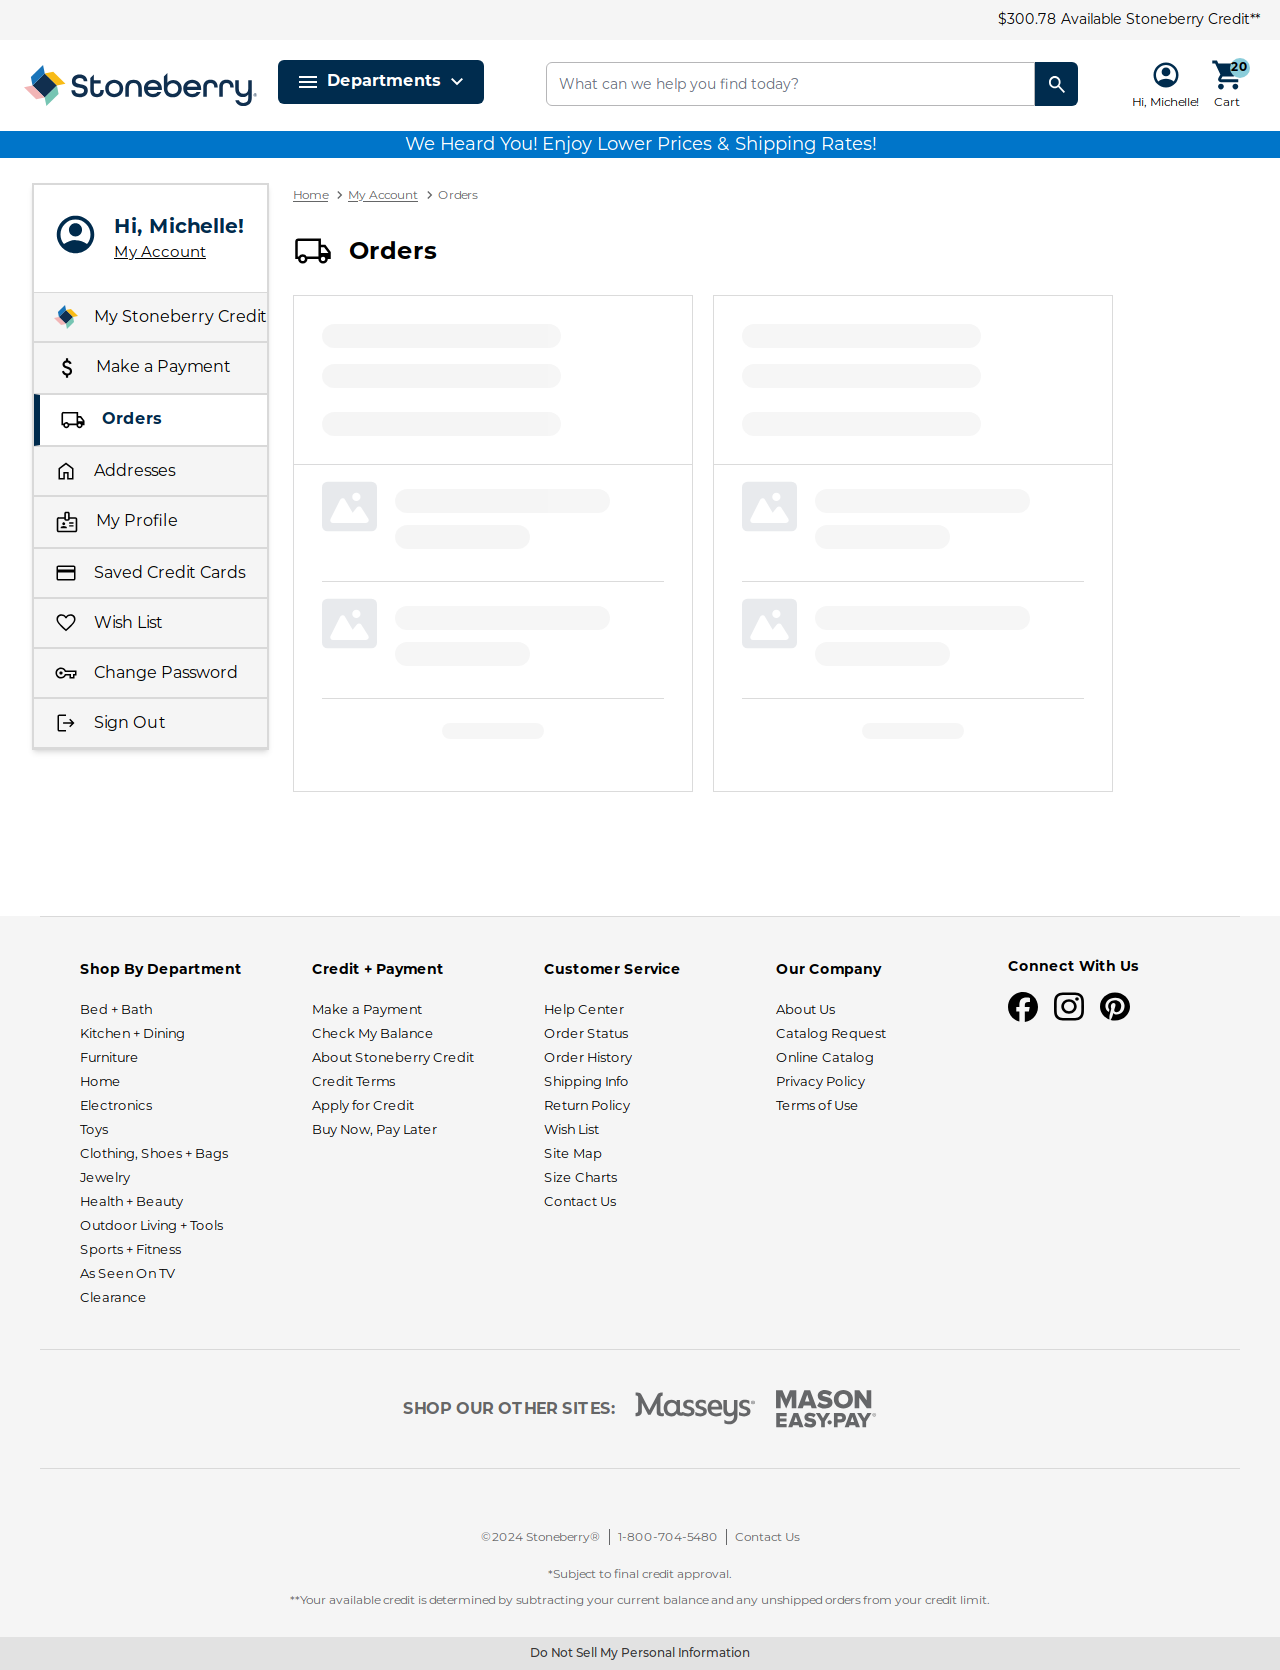 $300.78 Available Stoneberry Credit**
Stoneberry
Departments
What can we help you find today?
Hi, Michelle!
20
Cart
We Heard You! Enjoy Lower Prices & Shipping Rates!
Hi, Michelle!
My Account
My Stoneberry Credit
Make a Payment
Orders
Addresses
My Profile
Saved Credit Cards
Wish List
Change Password
Sign Out
Home > My Account > Orders
Orders
Shop By Department
Bed + Bath
Kitchen + Dining
Furniture
Home
Electronics
Toys
Clothing, Shoes + Bags
Jewelry
Health + Beauty
Outdoor Living + Tools
Sports + Fitness
As Seen On TV
Clearance
Credit + Payment
Make a Payment
Check My Balance
About Stoneberry Credit
Credit Terms
Apply for Credit
Buy Now, Pay Later
Customer Service
Help Center
Order Status
Order History
Shipping Info
Return Policy
Wish List
Site Map
Size Charts
Contact Us
Our Company
About Us
Catalog Request
Online Catalog
Privacy Policy
Terms of Use
Connect With Us
SHOP OUR OTHER SITES:
Masseys®
MASON
EASY•PAY®
©2024 Stoneberry® | 1-800-704-5480 | Contact Us
*Subject to final credit approval.
**Your available credit is determined by subtracting your current balance and any unshipped orders from your credit limit.
Do Not Sell My Personal Information